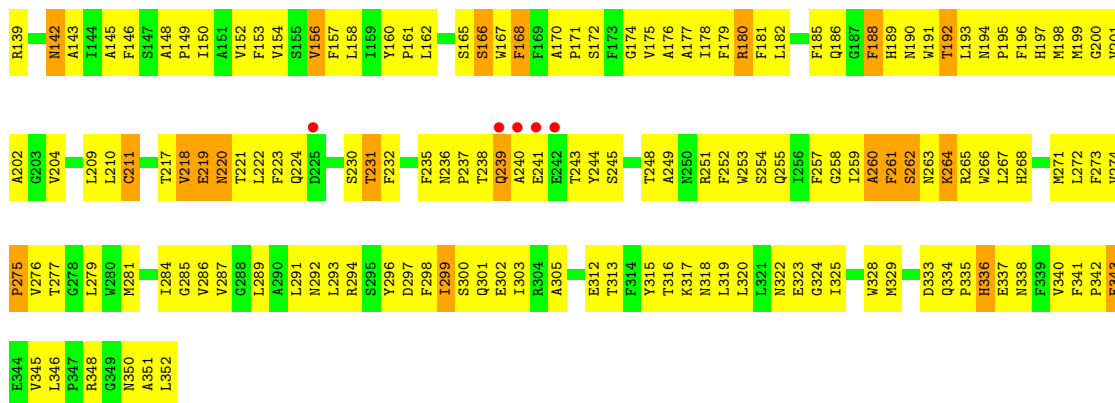 R139 N142 A143 I144 A145 F146 S147 A148 P149 I150 A151 V152 F153 V154 S155 V156 F157 L158 I159 Y160 P161 L162 S165 S166 W167 F168 F169 A170 P171 S172 F173 G174 V175 A176 A177 I178 F179 R180 F181 L182 F185 Q186 G187 F188 H189 N190 W191 T192 L193 N194 P195 F196 H197 M198 M199 G200 V201
A202 G203 V204 L209 L210 C211 T217 V218 E219 N220 T221 L222 F223 Q224 D225 S230 T231 F232 F235 N236 P237 T238 Q239 A240 E241 E242 T243 Y244 S245 T248 A249 N250 R251 F252 W253 S254 Q255 I256 F257 G258 I259 A260 F261 S262 N263 K264 R265 W266 L267 H268 M271 L272 F273 V274
P275 V276 T277 G278 L279 W280 M281 I284 G285 V286 V287 G288 L289 A290 L291 N292 L293 R294 S295 Y296 D297 F298 I299 S300 Q301 E302 I303 R304 A305 E312 T313 F314 Y315 T316 K317 N318 L319 L320 L321 N322 E323 G324 I325 W328 M329 D333 Q334 P335 H336 E337 N338 F339 V340 F341 P342 E343
E344 V345 L346 P347 R348 G349 N350 A351 L352